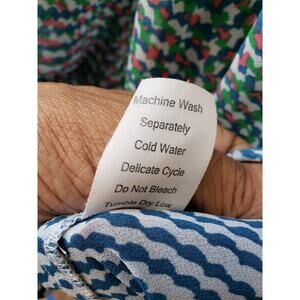 Machine Wash
Separately
Cold Water
Delicate Cycle
Do Not Bleach
Tumble Dry Low